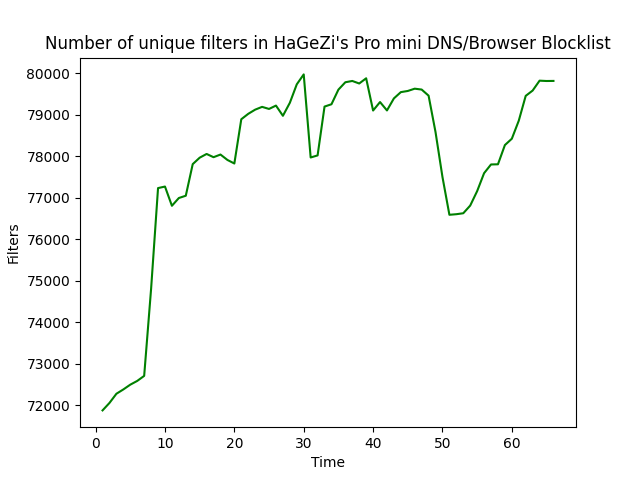 Number of unique filters in HaGeZi's Pro mini DNS/Browser Blocklist
80000
79000
78000
77000
76000
75000
74000
73000
72000
Filters
0 10 20 30 40 50 60
Time